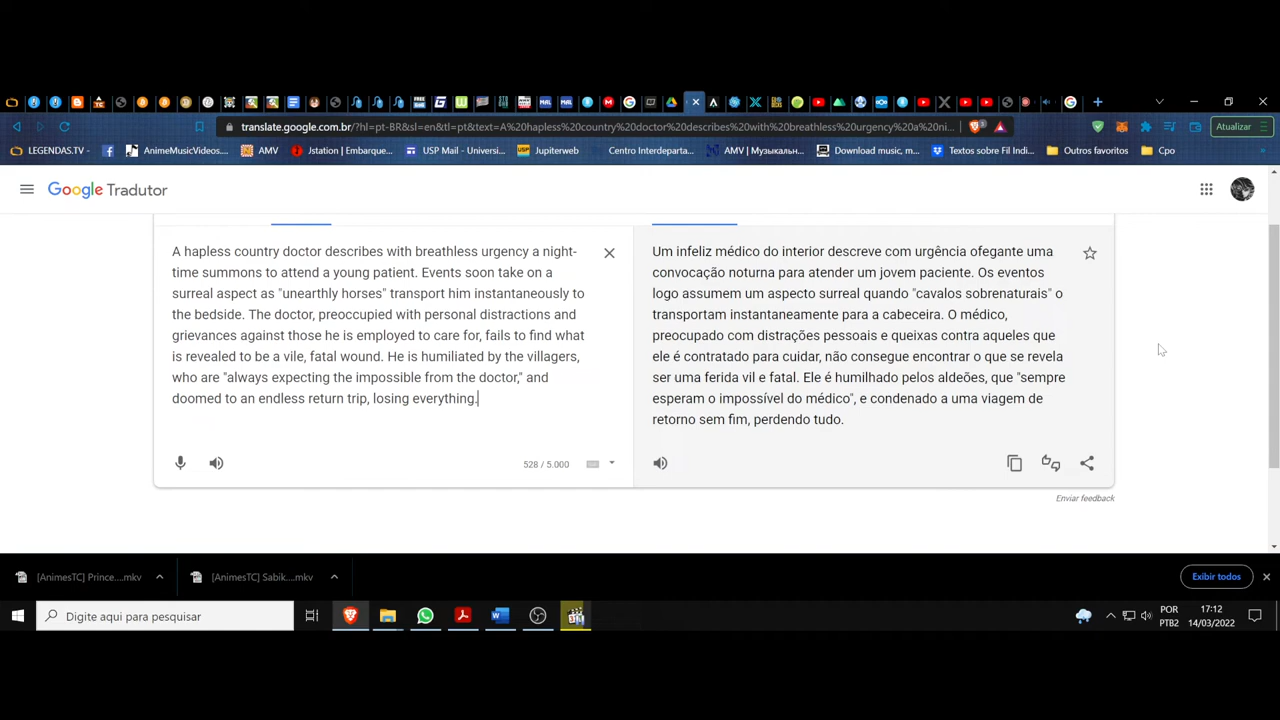 translate.google.com.br/?hl=pt-BR&sl=en&tl=pt&text=A%20hapless%20country%20doctor%20describes%20with%20breathless%20urgency%20a%20ni...
Atualizar
LEGENDAS.TV -
AnimeMusicVideos....
AMV
Jstation | Embarque...
USP Mail - Universi...
Jupiterweb
Centro Interdeparta...
AMV | Музыкальн...
Download music, m...
Textos sobre Fil Indi...
Outros favoritos
Cpo
Google Tradutor
A hapless country doctor describes with breathless urgency a night-
time summons to attend a young patient. Events soon take on a
surreal aspect as "unearthly horses" transport him instantaneously to
the bedside. The doctor, preoccupied with personal distractions and
grievances against those he is employed to care for, fails to find what
is revealed to be a vile, fatal wound. He is humiliated by the villagers,
who are "always expecting the impossible from the doctor," and
doomed to an endless return trip, losing everything.
528 / 5.000
Um infeliz médico do interior descreve com urgência ofegante uma
convocação noturna para atender um jovem paciente. Os eventos
logo assumem um aspecto surreal quando "cavalos sobrenaturais" o
transportam instantaneamente para a cabeceira. O médico,
preocupado com distrações pessoais e queixas contra aqueles que
ele é contratado para cuidar, não consegue encontrar o que se revela
ser uma ferida vil e fatal. Ele é humilhado pelos aldeões, que "sempre
esperam o impossível do médico", e condenado a uma viagem de
retorno sem fim, perdendo tudo.
Enviar feedback
[AnimesTC] Prince....mkv
[AnimesTC] Sabik....mkv
Exibir todos
Digite aqui para pesquisar
POR
PTB2
17:12
14/03/2022